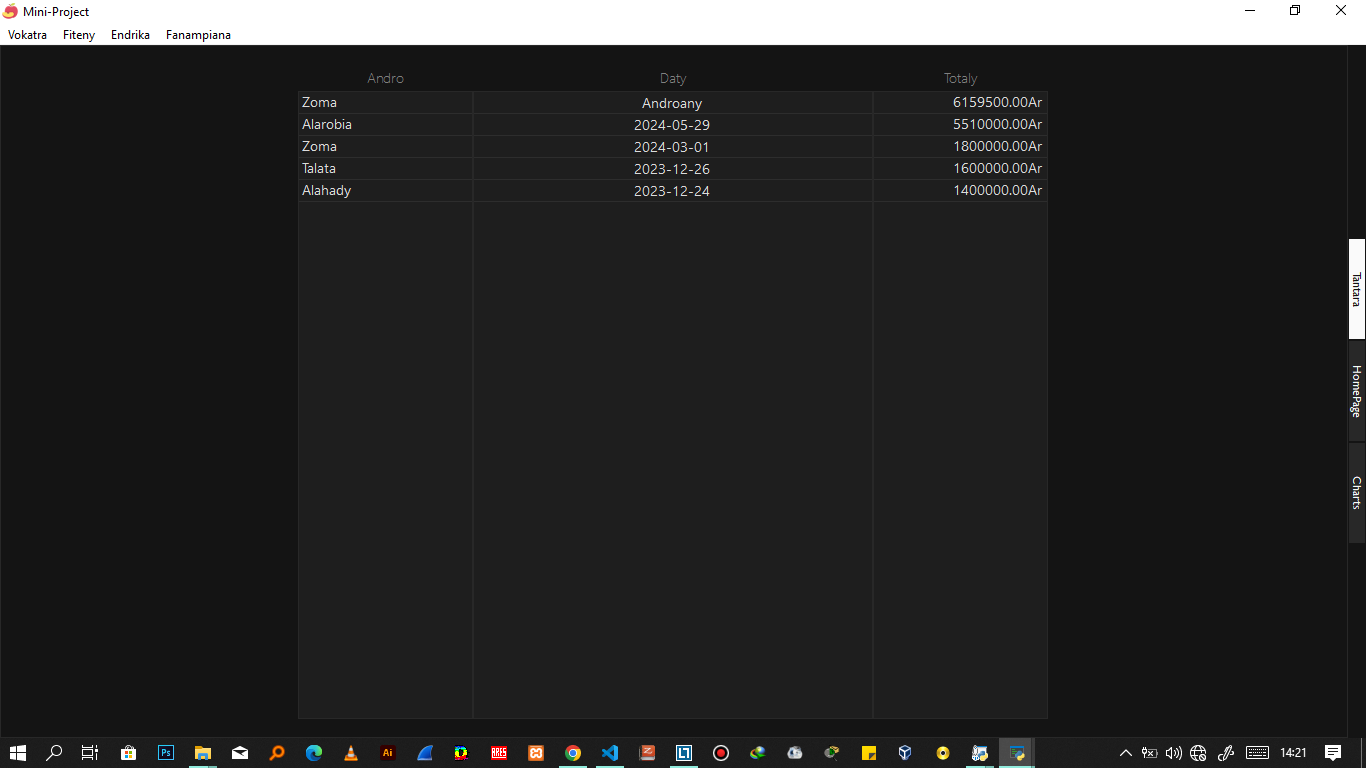 Mini-Project
Vokatra Fiteny Endrika Fanampiana
Andro Daty Totaly
Zoma Androany 6159500.00Ar
Alarobia 2024-05-29 5510000.00Ar
Zoma 2024-03-01 1800000.00Ar
Talata 2023-12-26 1600000.00Ar
Alahady 2023-12-24 1400000.00Ar
Tantara
HomePage
Charts
Ps
Ai
14:21